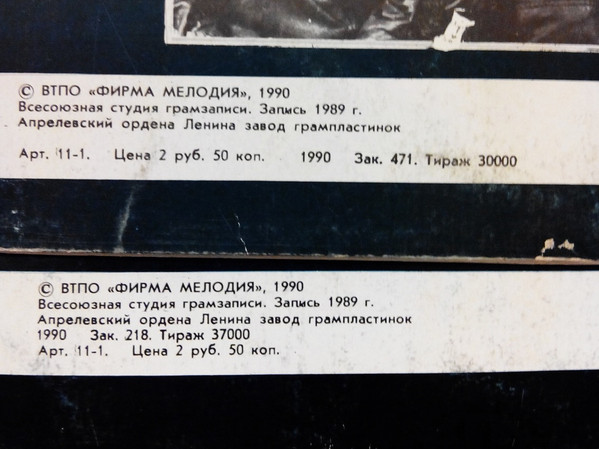 © ВТПО «ФИРМА МЕЛОДИЯ», 1990
Всесоюзная студия грамзаписи. Запись 1989 г.
Апрелевский ордена Ленина завод грампластинок
Арт. 11-1. Цена 2 руб. 50 коп. 1990 Зак. 471. Тираж 30000
© ВТПО «ФИРМА МЕЛОДИЯ», 1990
Всесоюзная студия грамзаписи. Запись 1989 г.
Апрелевский ордена Ленина завод грампластинок
1990 Зак. 218. Тираж 37000
Арт. 11-1. Цена 2 руб. 50 коп.